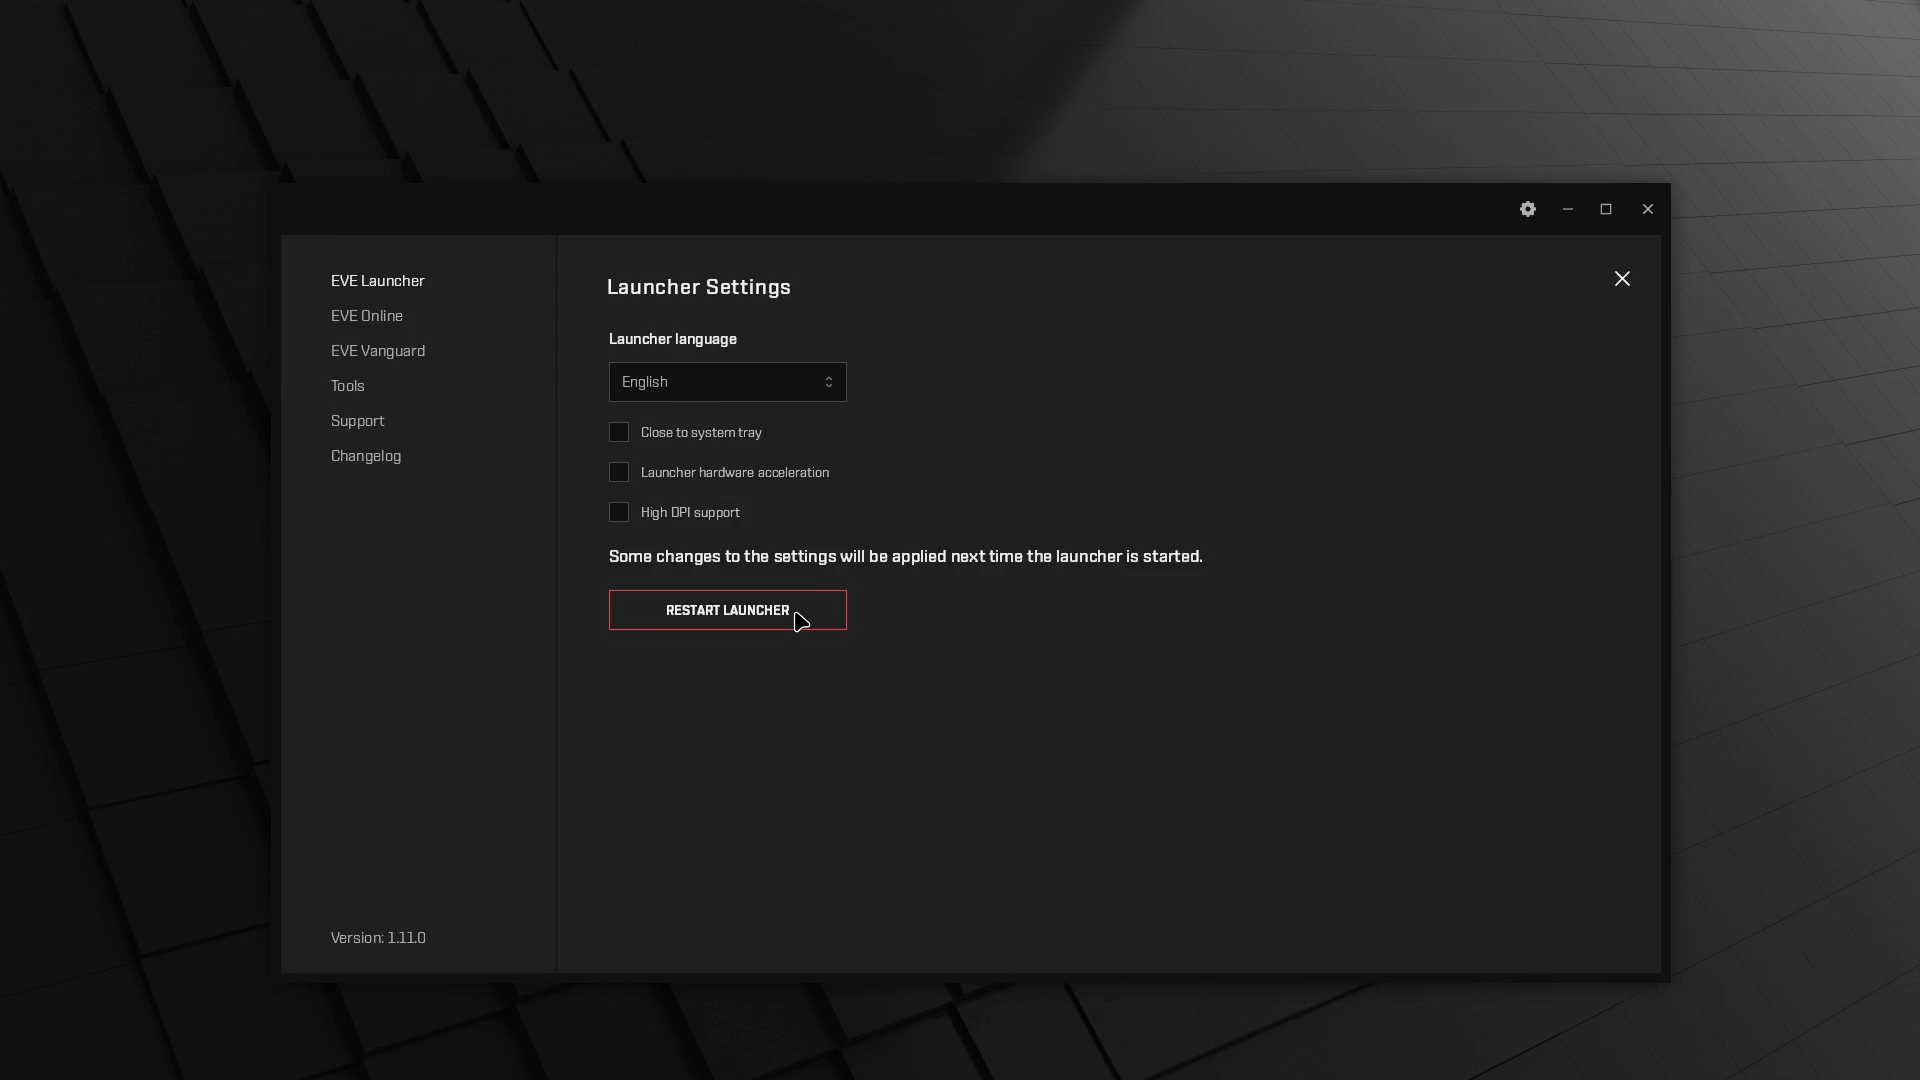 EVE Launcher
EVE Online
EVE Vanguard
Tools
Support
Changelog
Version: 1.11.0
Launcher Settings
Launcher language
English
Close to system tray
Launcher hardware acceleration
High DPI support
Some changes to the settings will be applied next time the launcher is started.
RESTART LAUNCHER